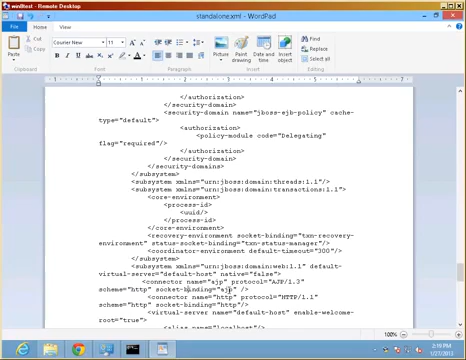 winRtest - Remote Desktop
standalone.xml - WordPad
File
Home
View
Cut
Copy
Paste
Courier New
11
Find
Replace
Select all
Picture
Paint drawing
Date and time
Insert object
Clipboard
Font
Paragraph
Insert
Editing
</authorization>
</security-domain>
<security-domain name="jboss-ejb-policy" cache-
type="default">
<authorization>
<policy-module code="Delegating"
flag="required"/>
</authorization>
</security-domain>
</security-domains>
</subsystem>
<subsystem xmlns="urn:jboss:domain:threads:1.1"/>
<subsystem xmlns="urn:jboss:domain:transactions:1.1">
<core-environment>
<process-id>
<uuid/>
</process-id>
</core-environment>
<recovery-environment socket-binding="txn-recovery-
environment" status-socket-binding="txn-status-manager"/>
<coordinator-environment default-timeout="300"/>
</subsystem>
<subsystem xmlns="urn:jboss:domain:web:1.1" default-
virtual-server="default-host" native="false">
<connector name="ajp" protocol="AJP/1.3"
scheme="http" socket-binding="ajp" />
<connector name="http" protocol="HTTP/1.1"
scheme="http" socket-binding="http"/>
<virtual-server name="default-host" enable-welcome-
root="true">
<alias name="localhost"/>
100%
2:19 PM
1/27/2013